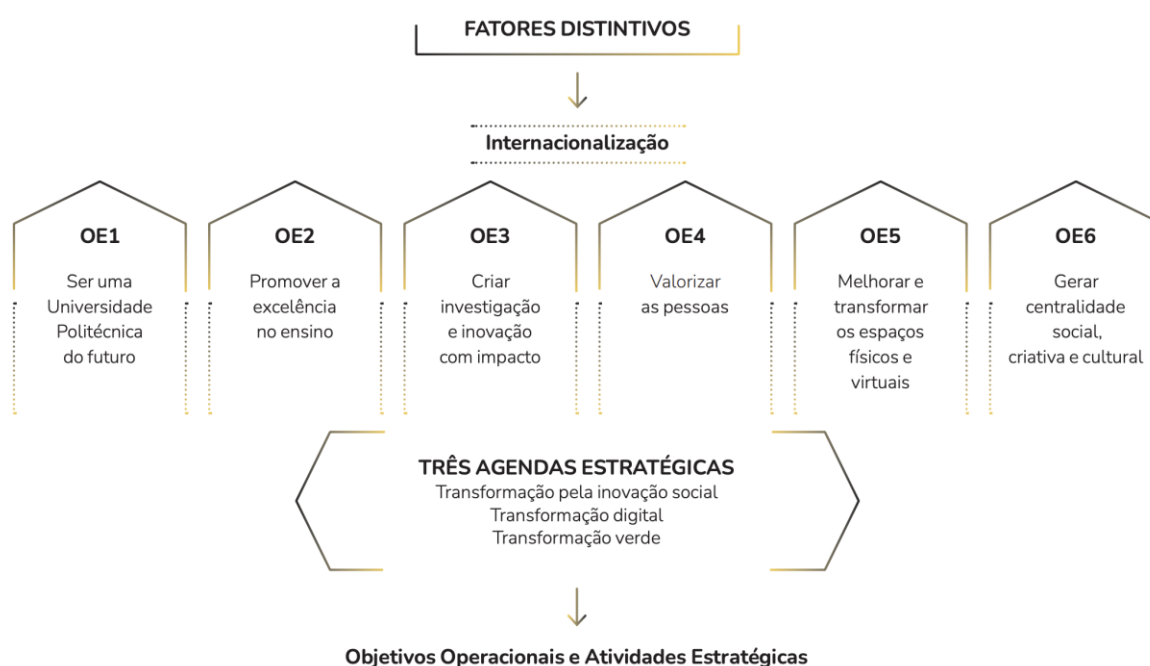 FATORES DISTINTIVOS
Internacionalização
OE1
Ser uma
Universidade
Politécnica
do futuro
OE2
Promover a
excelência
no ensino
OE3
Criar
investigação
e inovação
com impacto
OE4
Valorizar
as pessoas
OE5
Melhorar e
transformar
os espaços
físicos e
virtuais
OE6
Gerar
centralidade
social,
criativa e cultural
TRÊS AGENDAS ESTRATÉGICAS
Transformação pela inovação social
Transformação digital
Transformação verde
Objetivos Operacionais e Atividades Estratégicas